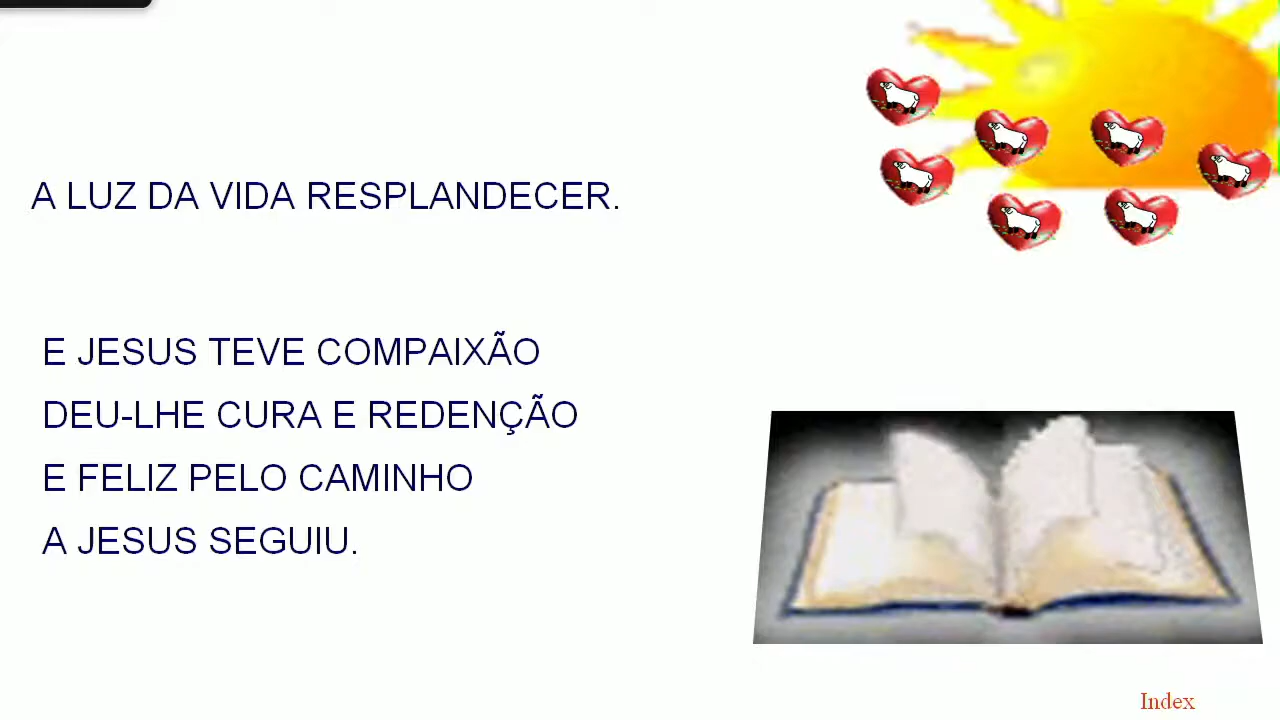 A LUZ DA VIDA RESPLANDECER.
E JESUS TEVE COMPAIXÃO
DEU-LHE CURA E REDENÇÃO
E FELIZ PELO CAMINHO
A JESUS SEGUIU.
Index